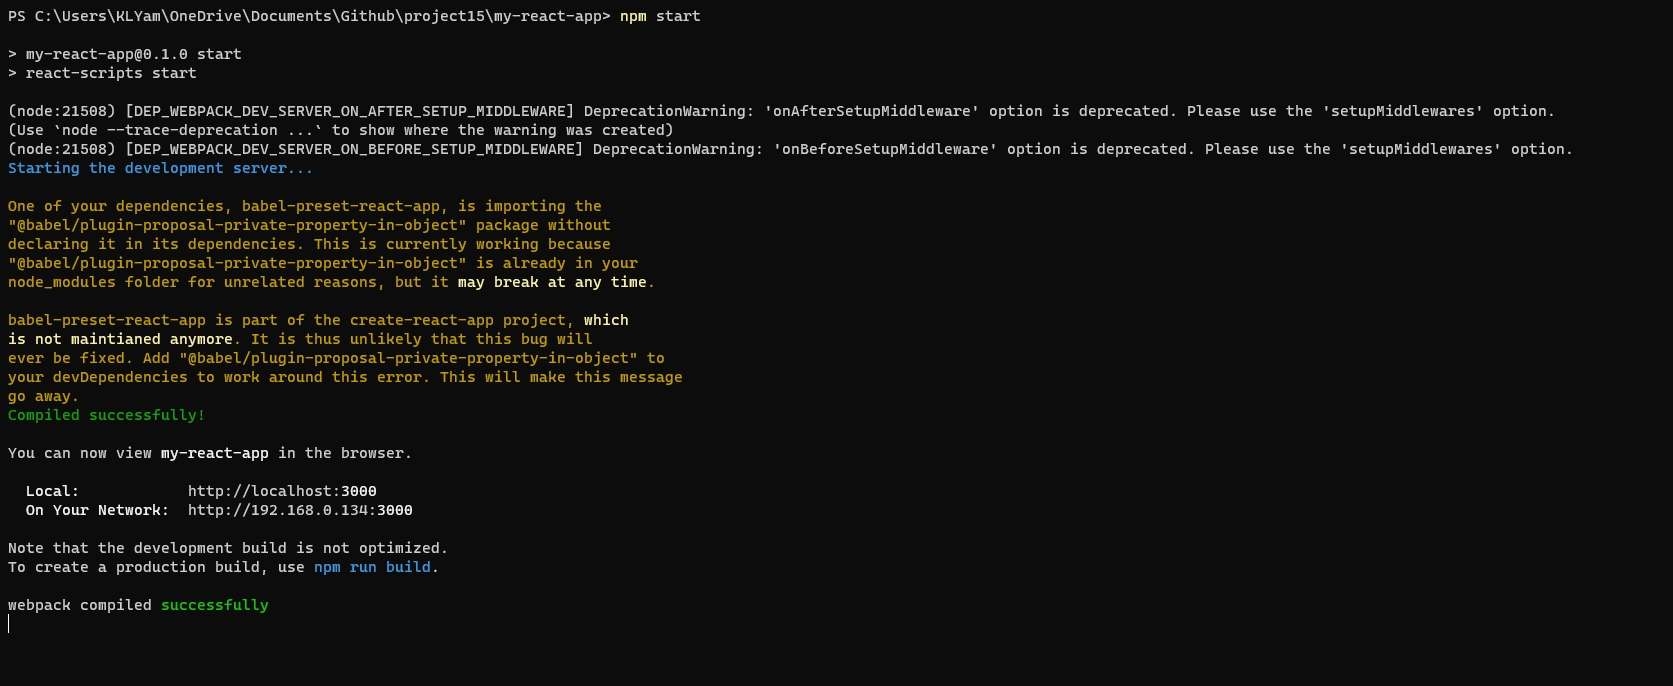 PS C:\Users\KLYam\OneDrive\Documents\Github\project15\my-react-app> npm start
> my-react-app@0.1.0 start
> react-scripts start
(node:21508) [DEP_WEBPACK_DEV_SERVER_ON_AFTER_SETUP_MIDDLEWARE] DeprecationWarning: 'onAfterSetupMiddleware' option is deprecated. Please use the 'setupMiddlewares' option.
(Use `node --trace-deprecation ...` to show where the warning was created)
(node:21508) [DEP_WEBPACK_DEV_SERVER_ON_BEFORE_SETUP_MIDDLEWARE] DeprecationWarning: 'onBeforeSetupMiddleware' option is deprecated. Please use the 'setupMiddlewares' option.
Starting the development server...
One of your dependencies, babel-preset-react-app, is importing the
"@babel/plugin-proposal-private-property-in-object" package without
declaring it in its dependencies. This is currently working because
"@babel/plugin-proposal-private-property-in-object" is already in your
node_modules folder for unrelated reasons, but it may break at any time.
babel-preset-react-app is part of the create-react-app project, which
is not maintianed anymore. It is thus unlikely that this bug will
ever be fixed. Add "@babel/plugin-proposal-private-property-in-object" to
your devDependencies to work around this error. This will make this message
go away.
Compiled successfully!
You can now view my-react-app in the browser.
Local: http://localhost:3000
On Your Network: http://192.168.0.134:3000
Note that the development build is not optimized.
To create a production build, use npm run build.
webpack compiled successfully